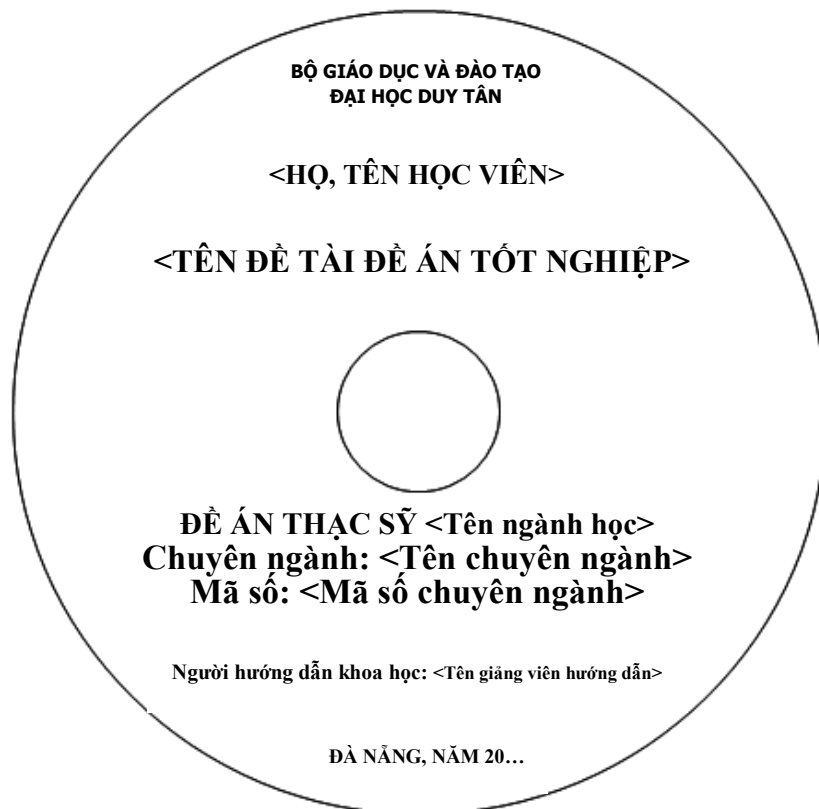 BỘ GIÁO DỤC VÀ ĐÀO TẠO
ĐẠI HỌC DUY TÂN
<HỌ, TÊN HỌC VIÊN>
<TÊN ĐỀ TÀI ĐỀ ÁN TỐT NGHIỆP>
ĐỀ ÁN THẠC SỸ <Tên ngành học>
Chuyên ngành: <Tên chuyên ngành>
Mã số: <Mã số chuyên ngành>
Người hướng dẫn khoa học: <Tên giảng viên hướng dẫn>
ĐÀ NẴNG, NĂM 20…